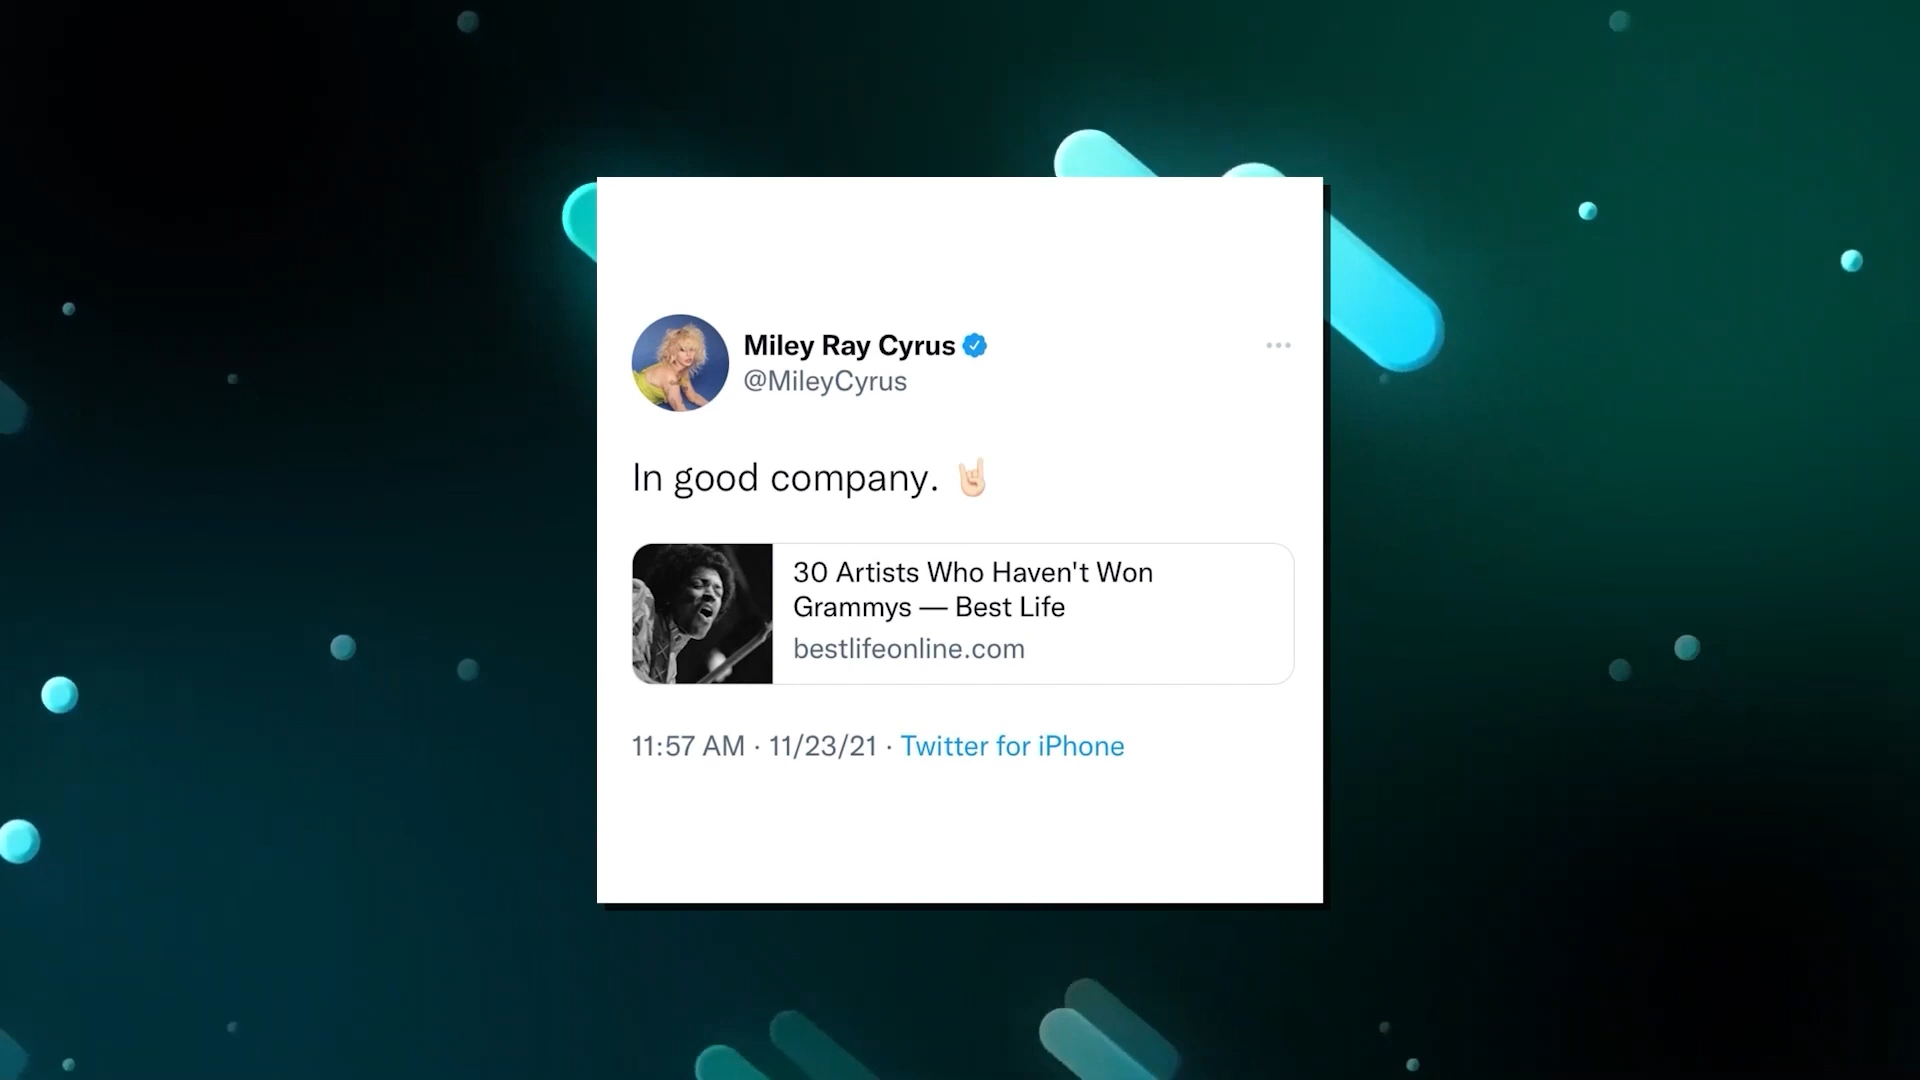 Miley Ray Cyrus
@MileyCyrus
In good company. 🤘🏻
30 Artists Who Haven't Won
Grammys — Best Life
bestlifeonline.com
11:57 AM · 11/23/21 · Twitter for iPhone